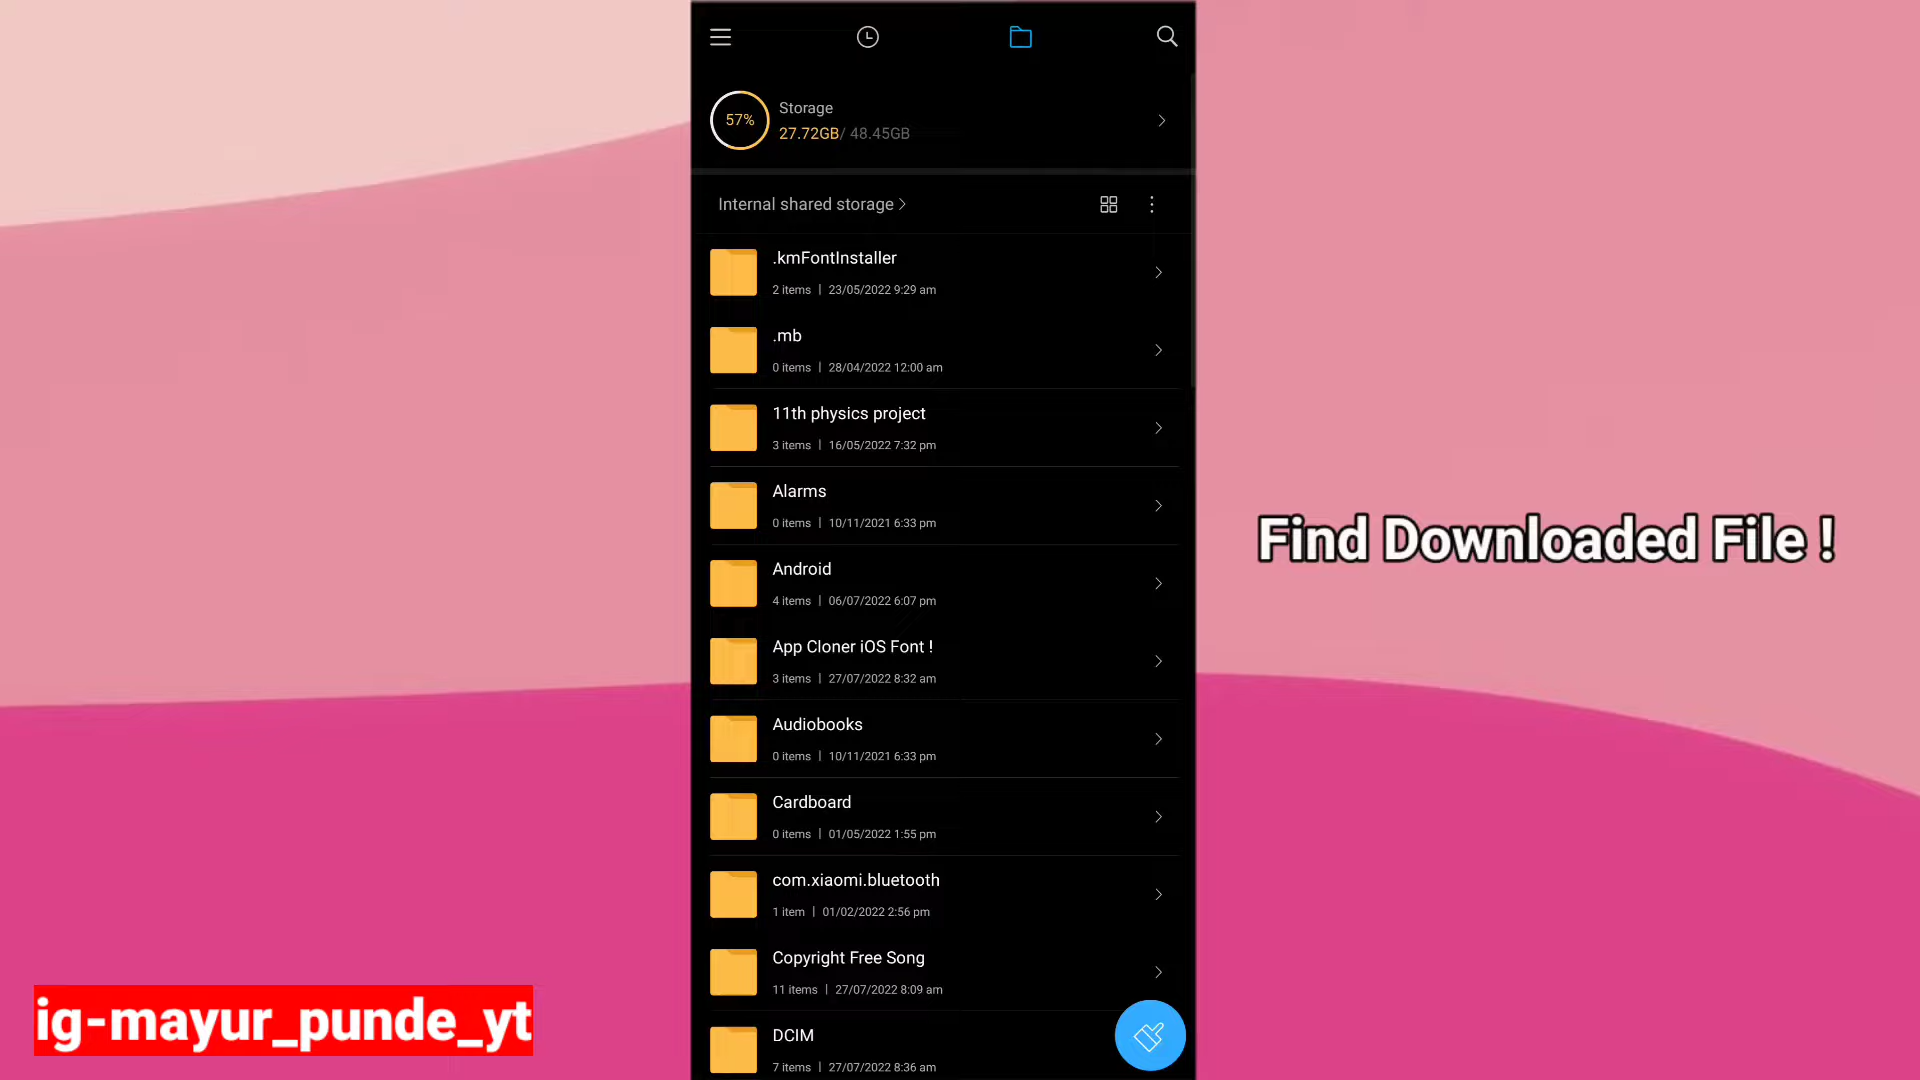 57%
Storage
27.72GB/ 48.45GB
Internal shared storage >
.kmFontInstaller
2 items | 23/05/2022 9:29 am
.mb
0 items | 28/04/2022 12:00 am
11th physics project
3 items | 16/05/2022 7:32 pm
Alarms
0 items | 10/11/2021 6:33 pm
Android
4 items | 06/07/2022 6:07 pm
App Cloner iOS Font !
3 items | 27/07/2022 8:32 am
Audiobooks
0 items | 10/11/2021 6:33 pm
Cardboard
0 items | 01/05/2022 1:55 pm
com.xiaomi.bluetooth
1 item | 01/02/2022 2:56 pm
Copyright Free Song
11 items | 27/07/2022 8:09 am
DCIM
7 items | 27/07/2022 8:36 am
Find Downloaded File !
ig-mayur_punde_yt